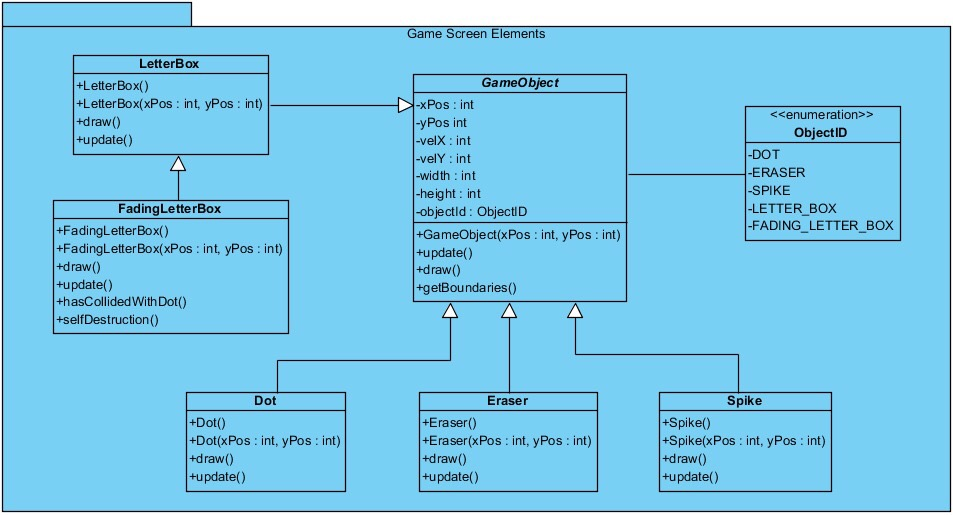 Game Screen Elements
LetterBox
+LetterBox()
+LetterBox(xPos : int, yPos : int)
+draw()
+update()
GameObject
-xPos : int
-yPos int
-velX : int
-velY : int
-width : int
-height : int
-objectId : ObjectID
+GameObject(xPos : int, yPos : int)
+update()
+draw()
+getBoundaries()
<<enumeration>>
ObjectID
-DOT
-ERASER
-SPIKE
-LETTER_BOX
-FADING_LETTER_BOX
FadingLetterBox
+FadingLetterBox()
+FadingLetterBox(xPos : int, yPos : int)
+draw()
+update()
+hasCollidedWithDot()
+selfDestruction()
Dot
+Dot()
+Dot(xPos : int, yPos : int)
+draw()
+update()
Eraser
+Eraser()
+Eraser(xPos : int, yPos : int)
+draw()
+update()
Spike
+Spike()
+Spike(xPos : int, yPos : int)
+draw()
+update()